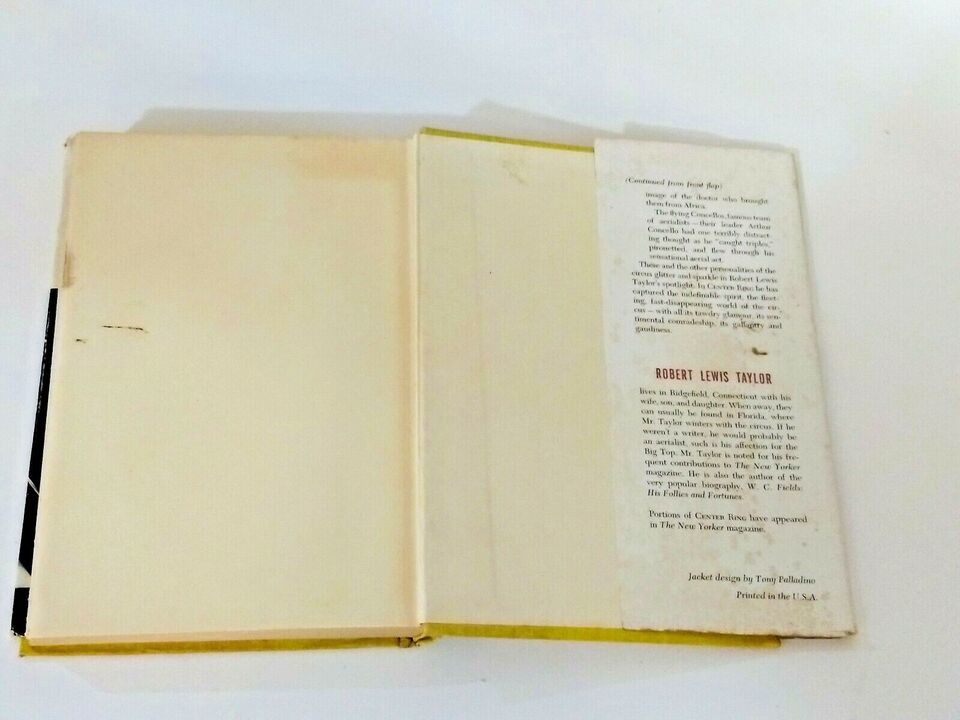 (Continued from front flap)
image of the doctor who brought
them from Africa.
The flying Concellos, famous team
of aerialists — their leader Arthur
Concello had one terribly distract-
ing thought as he "caught triples,"
pirouetted, and flew through his
sensational aerial act.
These and the other personalities of the
circus glitter and sparkle in Robert Lewis
Taylor's spotlight. In CENTER RING he has
captured the indefinable spirit, the fleet-
ing, fast-disappearing world of the cir-
cus — with all its tawdry glamour, its sen-
timental comradeship, its gallantry and
gaudiness.
ROBERT LEWIS TAYLOR
lives in Ridgefield, Connecticut with his
wife, son, and daughter. When away, they
can usually be found in Florida, where
Mr. Taylor winters with the circus. If he
weren't a writer, he would probably be
an aerialist, such is his affection for the
Big Top. Mr. Taylor is noted for his fre-
quent contributions to The New Yorker
magazine. He is also the author of the
very popular biography, W. C. Fields:
His Follies and Fortunes.
Portions of CENTER RING have appeared
in The New Yorker magazine.
Jacket design by Tony Palladino
Printed in the U.S.A.